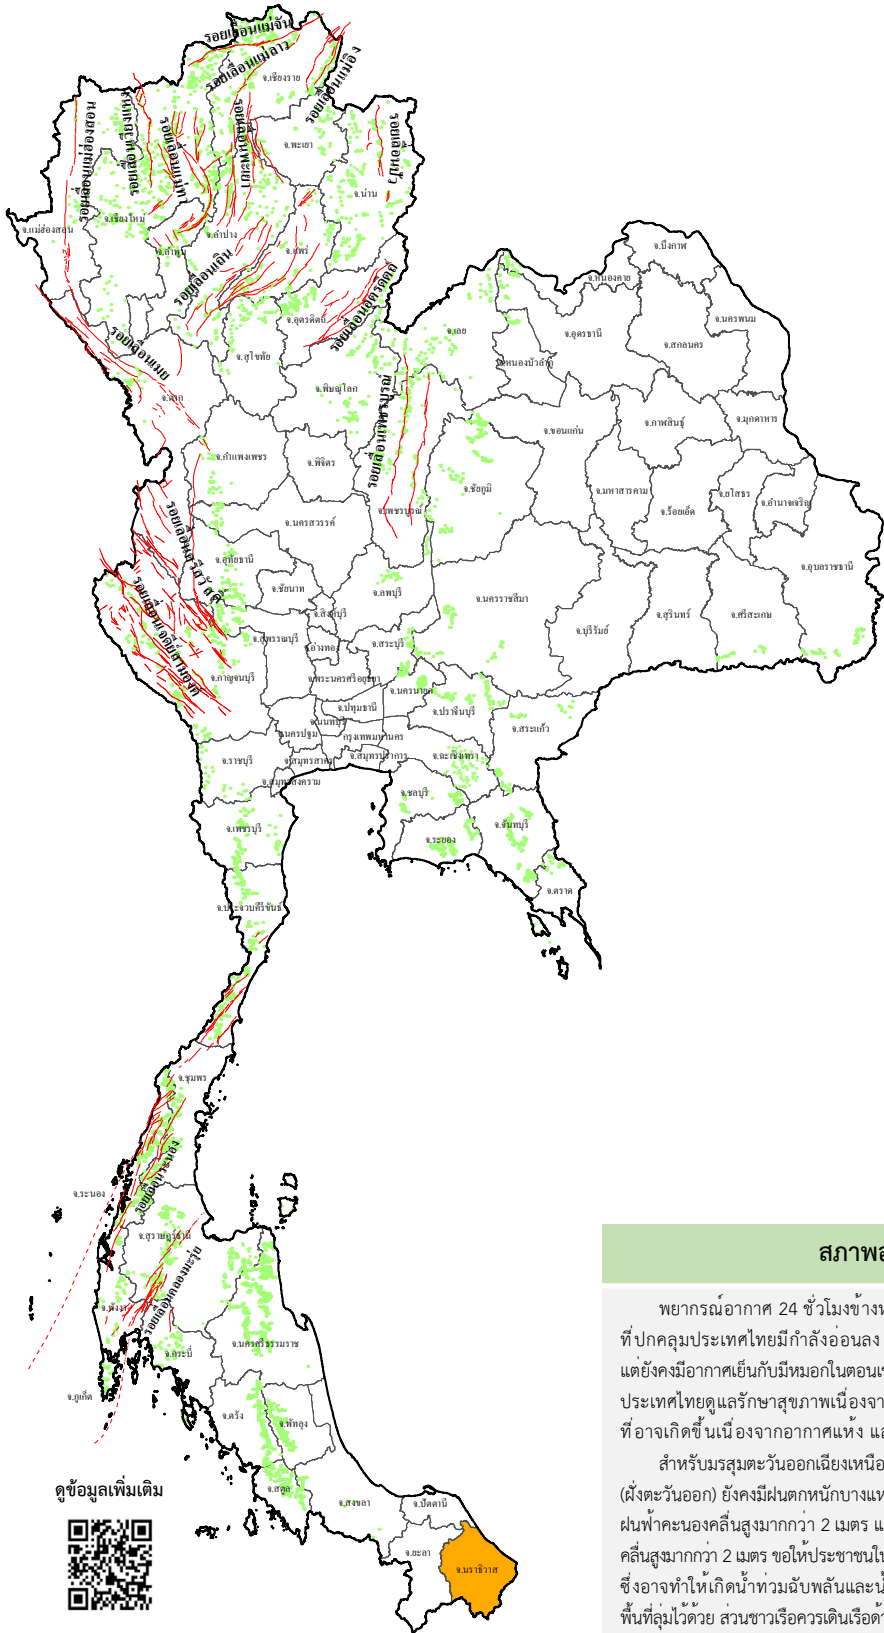 รอยเลื่อนแม่จัน
รอยเลื่อนแม่ลาว
จ.เชียงราย
รอยเลื่อนแม่อิง
รอยเลื่อนแม่ฮ่องสอน
รอยเลื่อนแม่ทา
รอยเลื่อนพะเยา
จ.พะเยา
รอยเลื่อนปัว
จ.น่าน
จ.แม่ฮ่องสอน
จ.เชียงใหม่
จ.ลำพูน
จ.ลำปาง
จ.แพร่
รอยเลื่อนเถิน
จ.บึงกาฬ
จ.หนองคาย
จ.นครพนม
รอยเลื่อนอุตรดิตถ์
จ.อุตรดิตถ์
รอยเลื่อนเมย
จ.สุโขทัย
จ.เลย
จ.อุดรธานี
จ.สกลนคร
จ.หนองบัวลำภู
จ.ตาก
จ.พิษณุโลก
รอยเลื่อนเพชรบูรณ์
จ.กำแพงเพชร
จ.พิจิตร
จ.ขอนแก่น
จ.กาฬสินธุ์
จ.มุกดาหาร
จ.ชัยภูมิ
จ.มหาสารคาม
จ.ร้อยเอ็ด
จ.ยโสธร
จ.อำนาจเจริญ
จ.เพชรบูรณ์
จ.นครสวรรค์
รอยเลื่อนศรีสวัสดิ์
จ.อุทัยธานี
จ.ชัยนาท
จ.ลพบุรี
จ.นครราชสีมา
จ.บุรีรัมย์
จ.สุรินทร์
จ.ศรีสะเกษ
จ.อุบลราชธานี
รอยเลื่อนเจดีย์สามองค์
จ.สิงห์บุรี
จ.สุพรรณบุรี
จ.อ่างทอง
จ.สระบุรี
จ.กาญจนบุรี
จ.พระนครศรีอยุธยา
จ.นครนายก
จ.ปทุมธานี
จ.ปราจีนบุรี
จ.นนทบุรี
จ.สระแก้ว
จ.นครปฐม
กรุงเทพมหานคร
จ.ราชบุรี
จ.สมุทรสาคร
จ.สมุทรปราการ
จ.ฉะเชิงเทรา
จ.สมุทรสงคราม
จ.ชลบุรี
จ.เพชรบุรี
จ.ระยอง
จ.จันทบุรี
จ.ตราด
จ.ประจวบคีรีขันธ์
จ.ชุมพร
รอยเลื่อนระนอง
จ.ระนอง
จ.สุราษฎร์ธานี
รอยเลื่อนคลองมะรุ่ย
จ.พังงา
จ.กระบี่
จ.นครศรีธรรมราช
จ.ภูเก็ต
จ.ตรัง
จ.พัทลุง
จ.สตูล
จ.สงขลา
จ.ปัตตานี
จ.ยะลา
จ.นราธิวาส
ดูข้อมูลเพิ่มเติม
พยากรณ์อากาศ 24 ชั่วโมงข้างห
ที่ปกคลุมประเทศไทยมีกำลังอ่อนลง
แต่ยังคงมีอากาศเย็นกับมีหมอกในตอนเช
ประเทศไทยดูแลรักษาสุขภาพเนื่องจา
ที่อาจเกิดขึ้นเนื่องจากอากาศแห้ง แล
สำหรับมรสุมตะวันออกเฉียงเหนือ
(ฝั่งตะวันออก) ยังคงมีฝนตกหนักบางแห
ฝนฟ้าคะนองคลื่นสูงมากกว่า 2 เมตร แ
คลื่นสูงมากกว่า 2 เมตร ขอให้ประชาชนใน
ซึ่งอาจทำให้เกิดน้ำท่วมฉับพลันและน้
พื้นที่ลุ่มไว้ด้วย ส่วนชาวเรือควรเดินเรือด้ว